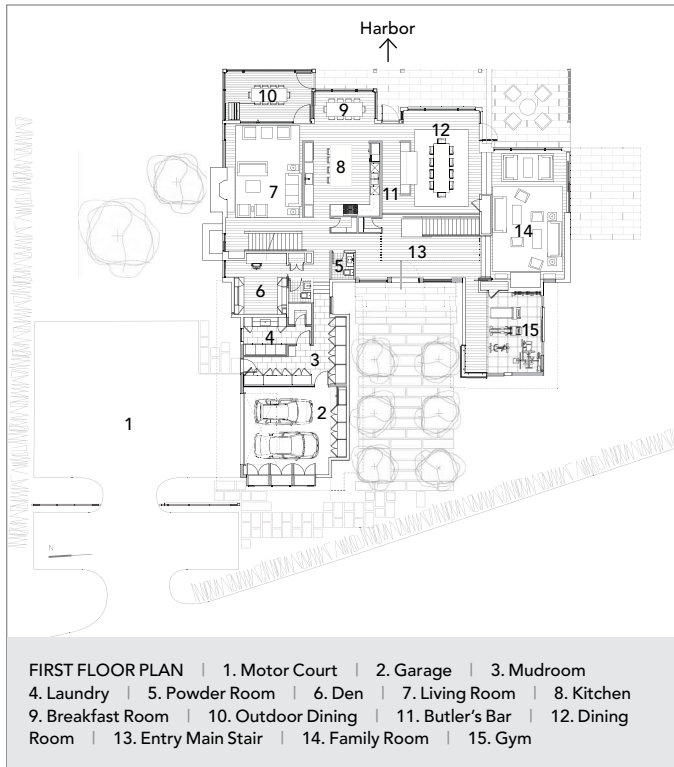 Harbor
10
9
12
8
11
7
14
13
5
6
15
4
3
2
1
N
FIRST FLOOR PLAN | 1. Motor Court | 2. Garage | 3. Mudroom
4. Laundry | 5. Powder Room | 6. Den | 7. Living Room | 8. Kitchen
9. Breakfast Room | 10. Outdoor Dining | 11. Butler's Bar | 12. Dining
Room | 13. Entry Main Stair | 14. Family Room | 15. Gym